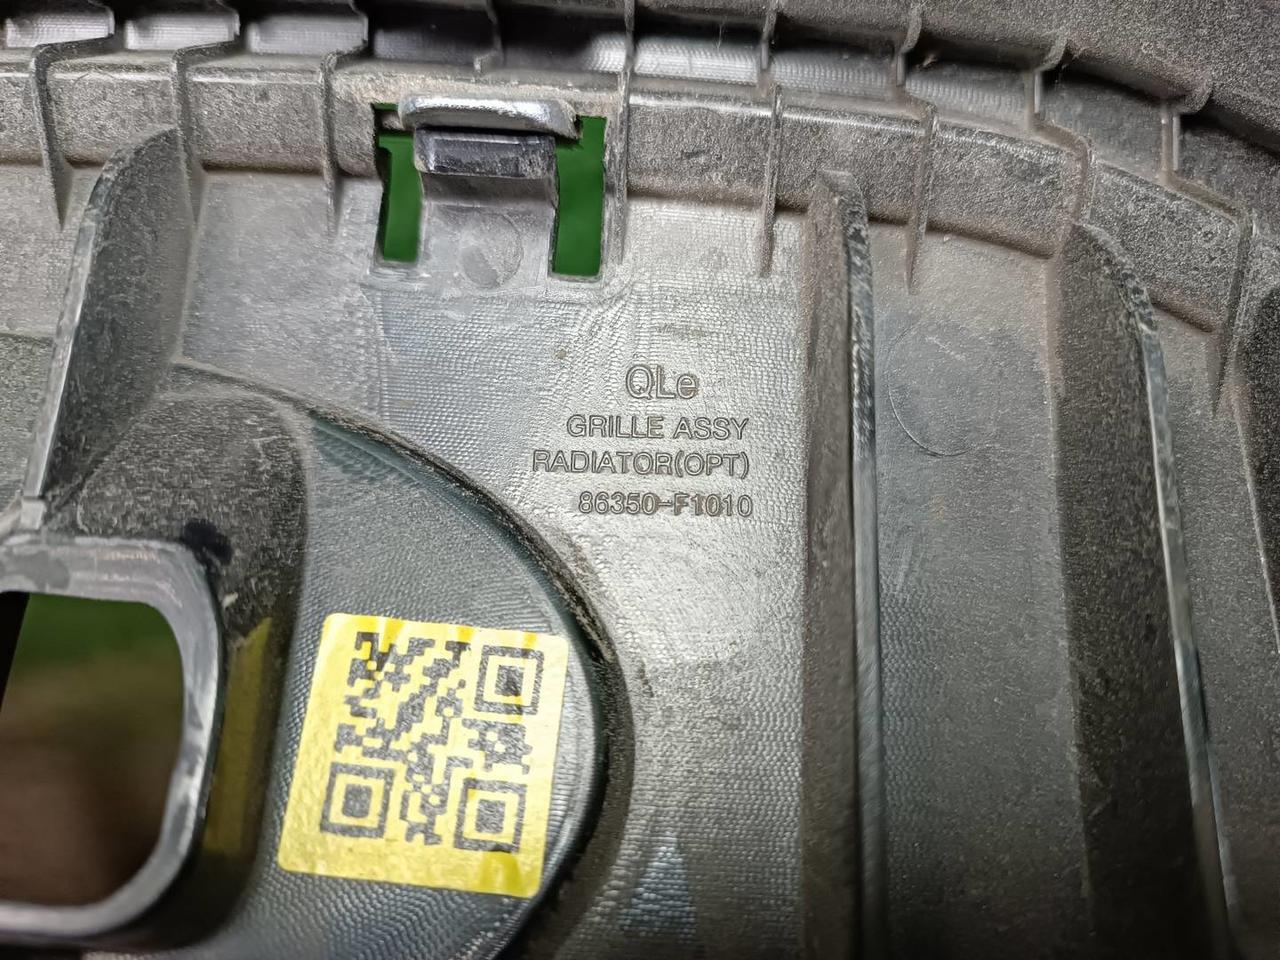 QLe
GRILLE ASSY
RADIATOR(OPT)
86350-F1010